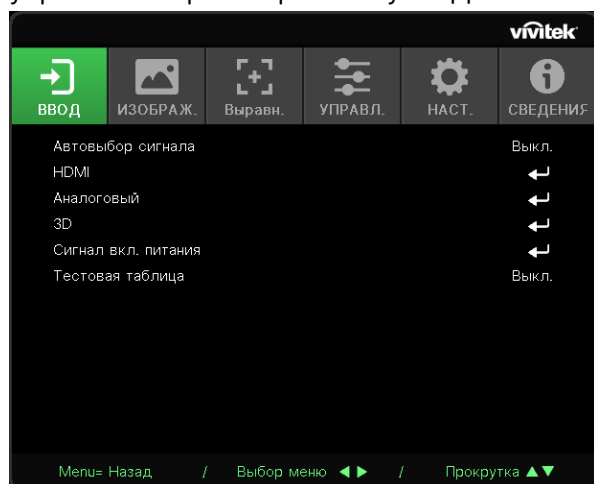 vivitek
ВВОД ИЗОБРАЖ. Выравн. УПРАВЛ. НАСТ. СВЕДЕНИЯ
Автовыбор сигнала Выкл.
HDMI
Аналоговый
3D
Сигнал вкл. питания
Тестовая таблица Выкл.
Menu= Назад / Выбор меню ◀ ▶ / Прокрутка ▲▼